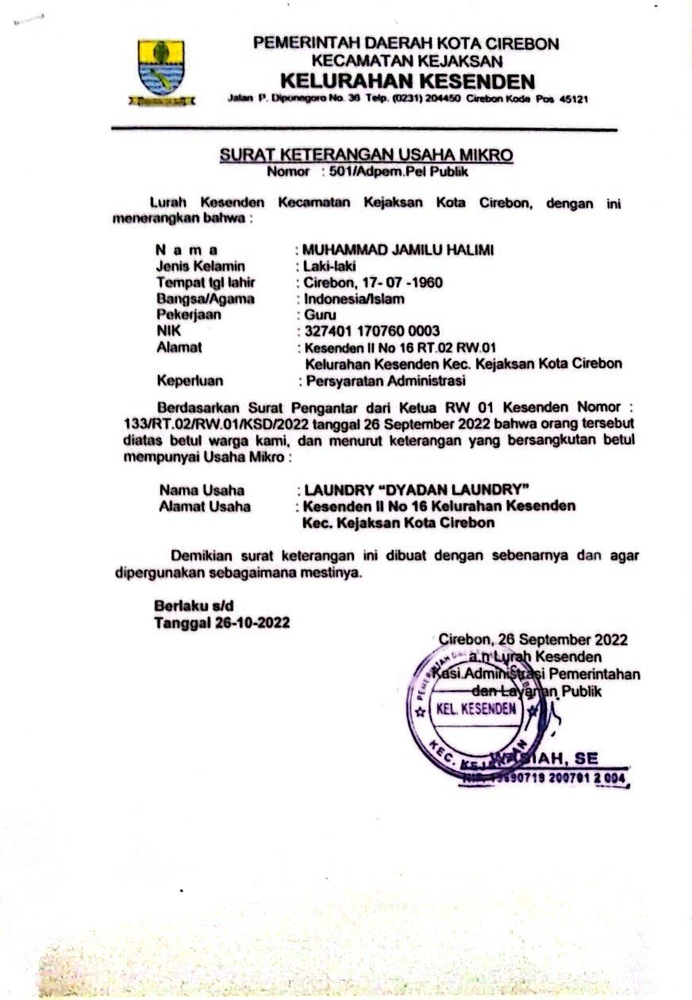 PEMERINTAH DAERAH KOTA CIREBON
KECAMATAN KEJAKSAN
KELURAHAN KESENDEN
Jalan P. Diponegoro No. 36 Telp. (0231) 204450 Cirebon Kode Pos 45121
SURAT KETERANGAN USAHA MIKRO
Nomor : 501/Adpem.Pel Publik
Lurah Kesenden Kecamatan Kejaksan Kota Cirebon, dengan ini
menerangkan bahwa :
N a m a : MUHAMMAD JAMILU HALIMI
Jenis Kelamin : Laki-laki
Tempat tgl lahir : Cirebon, 17- 07 -1960
Bangsa/Agama : Indonesia/Islam
Pekerjaan : Guru
NIK : 327401 170760 0003
Alamat : Kesenden II No 16 RT.02 RW.01
Kelurahan Kesenden Kec. Kejaksan Kota Cirebon
Keperluan : Persyaratan Administrasi
Berdasarkan Surat Pengantar dari Ketua RW 01 Kesenden Nomor :
133/RT.02/RW.01/KSD/2022 tanggal 26 September 2022 bahwa orang tersebut
diatas betul warga kami, dan menurut keterangan yang bersangkutan betul
mempunyai Usaha Mikro :
Nama Usaha : LAUNDRY “DYADAN LAUNDRY”
Alamat Usaha : Kesenden II No 16 Kelurahan Kesenden
Kec. Kejaksan Kota Cirebon
Demikian surat keterangan ini dibuat dengan sebenarnya dan agar
dipergunakan sebagaimana mestinya.
Berlaku s/d
Tanggal 26-10-2022
Cirebon, 26 September 2022
a.n Lurah Kesenden
Kasi.Administrasi Pemerintahan
dan Layanan Publik
KEL. KESENDEN
KEC. KEJAKSAN
WASIAH, SE
NIP. 19690719 200701 2 004